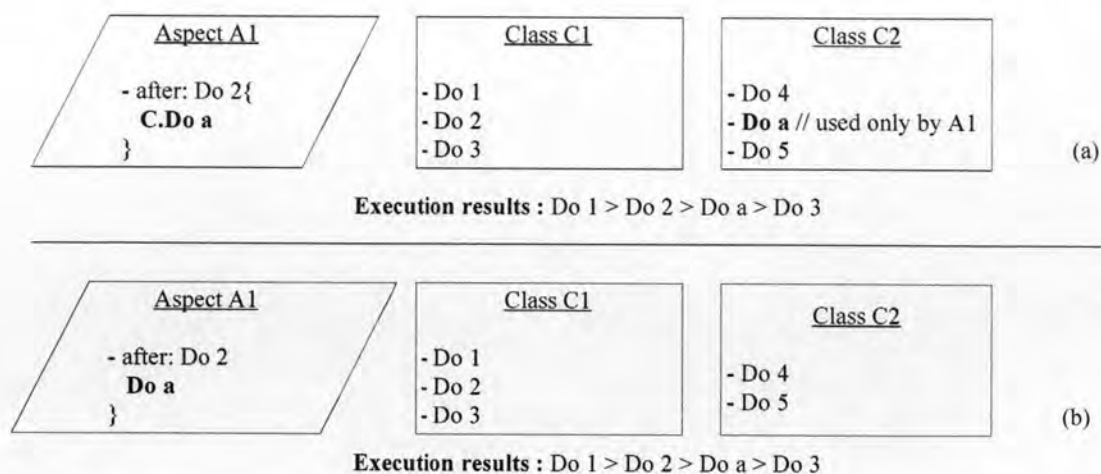 Aspect A1
- after: Do 2{
C.Do a
}
Class C1
- Do 1
- Do 2
- Do 3
Class C2
- Do 4
- Do a // used only by A1
- Do 5
(a)
Execution results : Do 1 > Do 2 > Do a > Do 3
Aspect A1
- after: Do 2
Do a
}
Class C1
- Do 1
- Do 2
- Do 3
Class C2
- Do 4
- Do 5
(b)
Execution results : Do 1 > Do 2 > Do a > Do 3